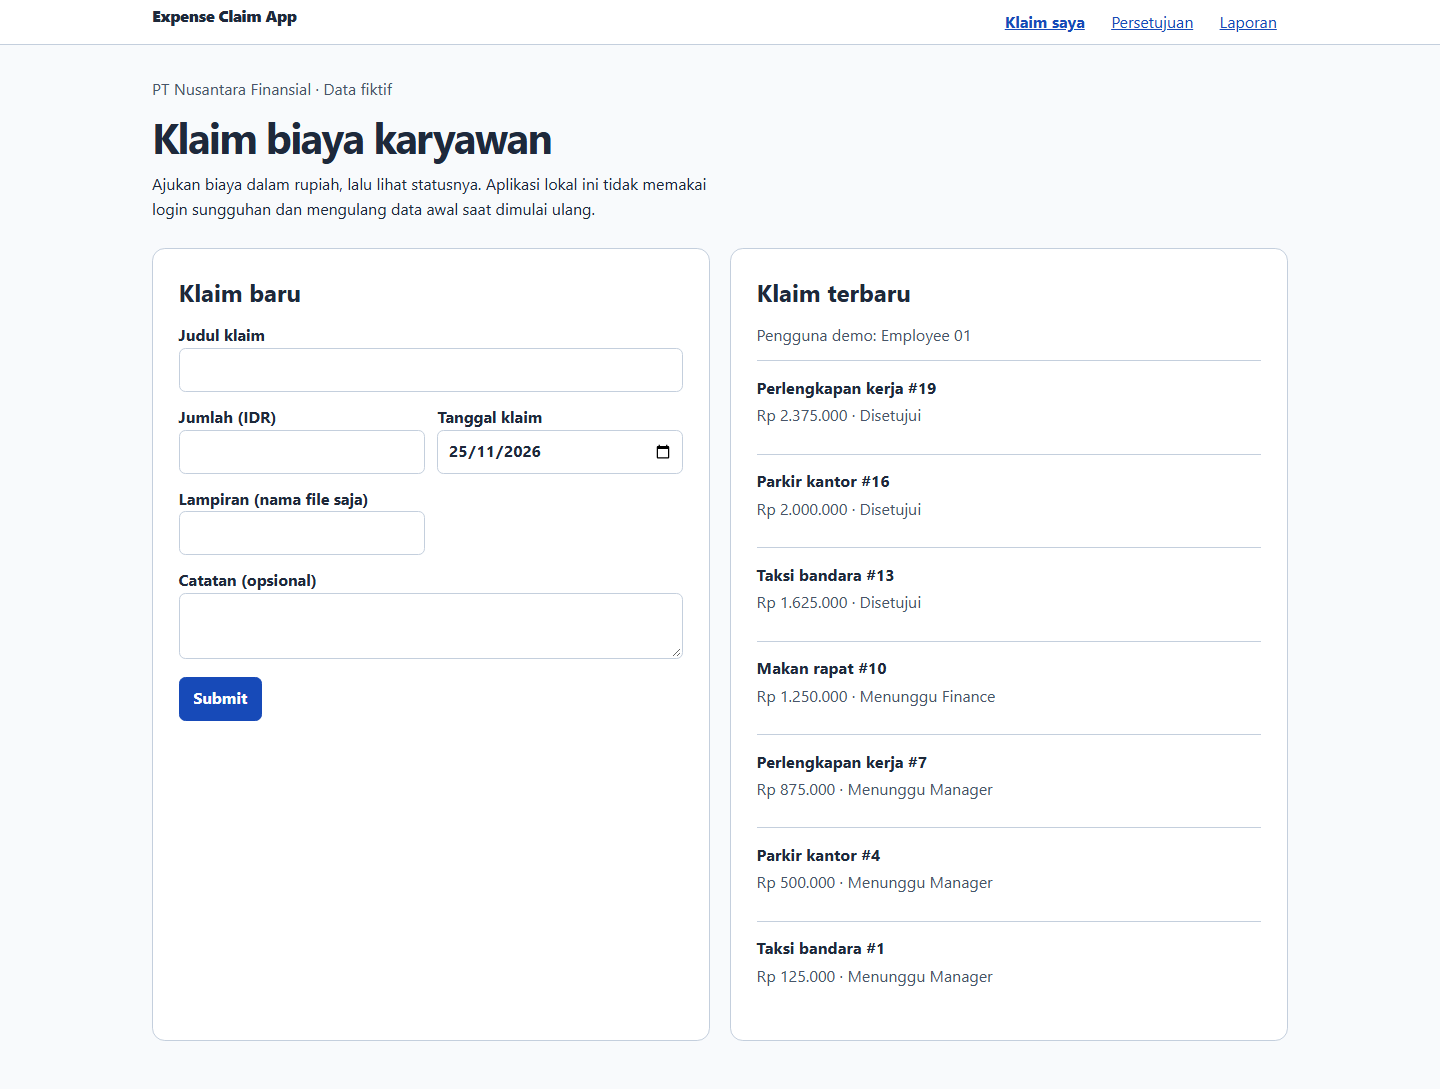 Expense Claim App
Klaim saya
Persetujuan
Laporan
PT Nusantara Finansial · Data fiktif
Klaim biaya karyawan
Ajukan biaya dalam rupiah, lalu lihat statusnya. Aplikasi lokal ini tidak memakai
login sungguhan dan mengulang data awal saat dimulai ulang.
Klaim baru
Judul klaim
Jumlah (IDR)
Tanggal klaim
25/11/2026
Lampiran (nama file saja)
Catatan (opsional)
Submit
Klaim terbaru
Pengguna demo: Employee 01
Perlengkapan kerja #19
Rp 2.375.000 · Disetujui
Parkir kantor #16
Rp 2.000.000 · Disetujui
Taksi bandara #13
Rp 1.625.000 · Disetujui
Makan rapat #10
Rp 1.250.000 · Menunggu Finance
Perlengkapan kerja #7
Rp 875.000 · Menunggu Manager
Parkir kantor #4
Rp 500.000 · Menunggu Manager
Taksi bandara #1
Rp 125.000 · Menunggu Manager